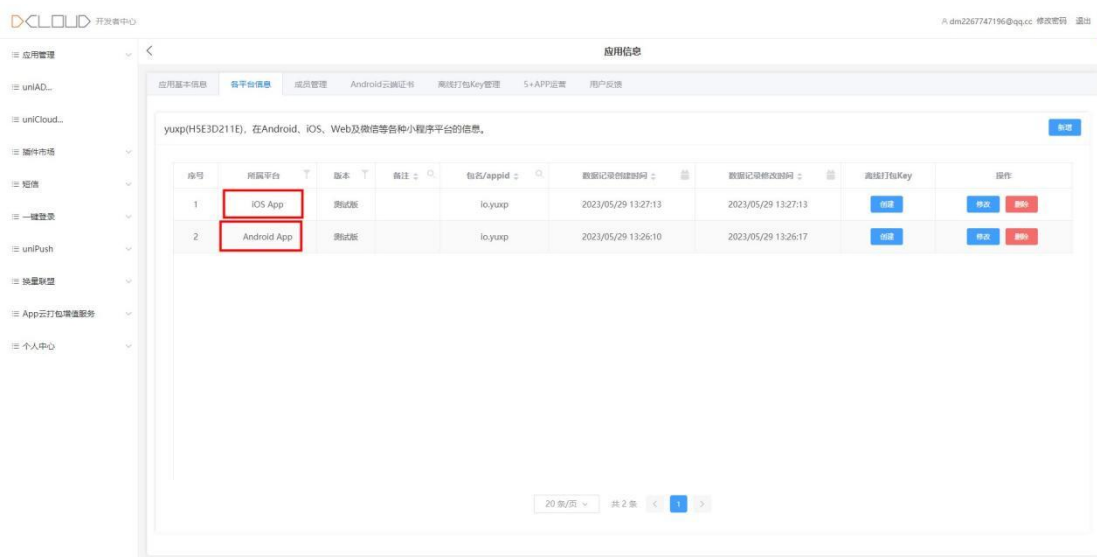 DCLOUD 开发者中心
dm2267747196@qq.cc 修改密码 退出
应用管理
uniAD...
uniCloud...
插件市场
短信
一键登录
uniPush
换量联盟
App云打包增值服务
个人中心
应用信息
应用基本信息 各平台信息 成员管理 Android云端证书 离线打包Key管理 5+APP运营 用户反馈
yuxp(H5E3D211E)，在Android、iOS、Web及微信等各种小程序平台的信息。 新增
序号 所属平台 版本 备注 包名/appid 数据记录创建时间 数据记录修改时间 离线打包Key 操作
1 iOS App 测试版 io.yuxp 2023/05/29 13:27:13 2023/05/29 13:27:13 创建 修改 删除
2 Android App 测试版 io.yuxp 2023/05/29 13:26:10 2023/05/29 13:26:17 创建 修改 删除
20 条/页 共 2 条 < 1 >